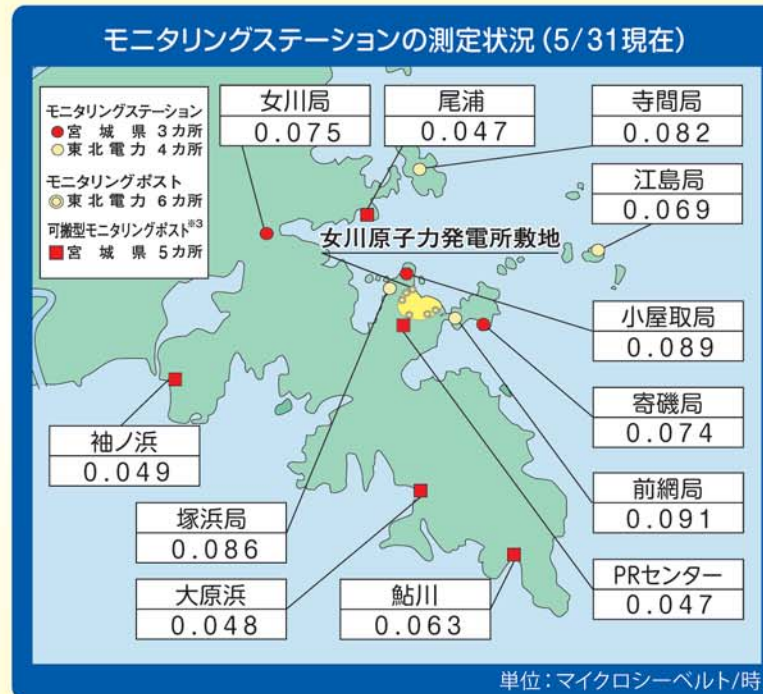 モニタリングステーションの測定状況(5/31現在)
モニタリングステーション
宮城県 3カ所
東北電力 4カ所
モニタリングポスト
東北電力 6カ所
可搬型モニタリングポスト※3
宮城県 5カ所
女川局
0.075
尾浦
0.047
寺間局
0.082
江島局
0.069
女川原子力発電所敷地
小屋取局
0.089
寄磯局
0.074
前網局
0.091
PRセンター
0.047
袖ノ浜
0.049
塚浜局
0.086
大原浜
0.048
鮎川
0.063
単位:マイクロシーベルト/時